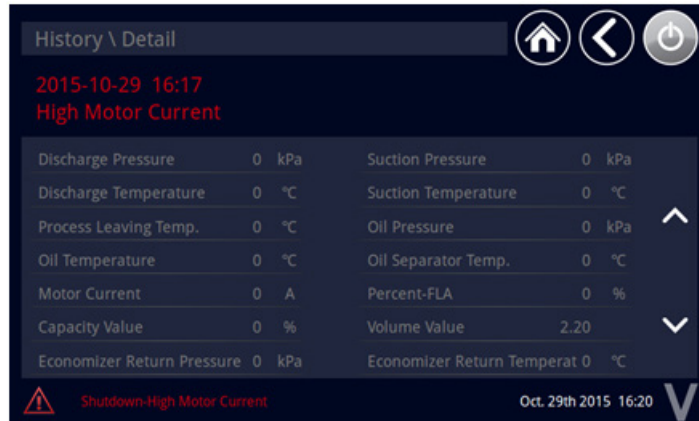 History \ Detail
2015-10-29 16:17
High Motor Current
Discharge Pressure 0 kPa Suction Pressure 0 kPa
Discharge Temperature 0 ℃ Suction Temperature 0 ℃
Process Leaving Temp. 0 ℃ Oil Pressure 0 kPa
Oil Temperature 0 ℃ Oil Separator Temp. 0 ℃
Motor Current 0 A Percent-FLA 0 %
Capacity Value 0 % Volume Value 2.20
Economizer Return Pressure 0 kPa Economizer Return Temperat 0 ℃
Shutdown-High Motor Current Oct. 29th 2015 16:20 V